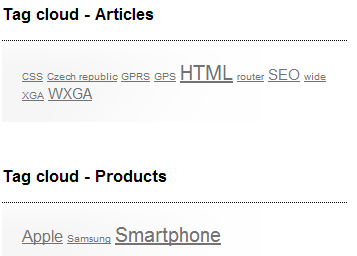 Tag cloud - Articles
CSS Czech republic GPRS GPS HTML router SEO wide
XGA WXGA
Tag cloud - Products
Apple Samsung Smartphone